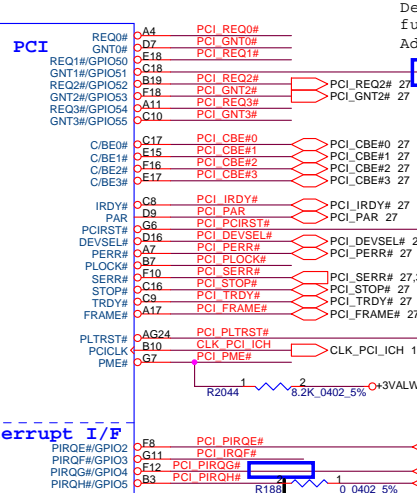 De
fu
Ad
PCI
REQ0# A4 PCI_REQ0#
GNT0# D7 PCI_GNT0#
REQ1#/GPIO50 E18 PCI_REQ1#
GNT1#/GPIO51 C18
REQ2#/GPIO52 B19 PCI_REQ2# PCI_REQ2# 27
GNT2#/GPIO53 F18 PCI_GNT2# PCI_GNT2# 27
REQ3#/GPIO54 A11 PCI_REQ3#
GNT3#/GPIO55 C10 PCI_GNT3#
C/BE0# C17 PCI_CBE#0 PCI_CBE#0 27
C/BE1# E15 PCI_CBE#1 PCI_CBE#1 27
C/BE2# F16 PCI_CBE#2 PCI_CBE#2 27
C/BE3# E17 PCI_CBE#3 PCI_CBE#3 27
IRDY# C8 PCI_IRDY# PCI_IRDY# 27
PAR D9 PCI_PAR PCI_PAR 27
PCIRST# G6 PCI_PCIRST#
DEVSEL# D16 PCI_DEVSEL# PCI_DEVSEL# 2
PERR# A7 PCI_PERR# PCI_PERR# 27
PLOCK# B7 PCI_PLOCK#
SERR# F10 PCI_SERR# PCI_SERR# 27,
STOP# C16 PCI_STOP# PCI_STOP# 27
TRDY# C9 PCI_TRDY# PCI_TRDY# 27
FRAME# A17 PCI_FRAME# PCI_FRAME# 27
PLTRST# AG24 PCI_PLTRST#
PCICLK B10 CLK_PCI_ICH CLK_PCI_ICH 1
PME# G7 PCI_PME#
R2044 1 2 8.2K_0402_5% +3VALW
errupt I/F
PIRQE#/GPIO2 F8 PCI_PIRQE#
PIRQF#/GPIO3 G11 PCI_IRQF#
PIRQG#/GPIO4 F12 PCI_PIRQG#
PIRQH#/GPIO5 B3 PCI_PIRQH# 2 1
R188 0_0402_5%